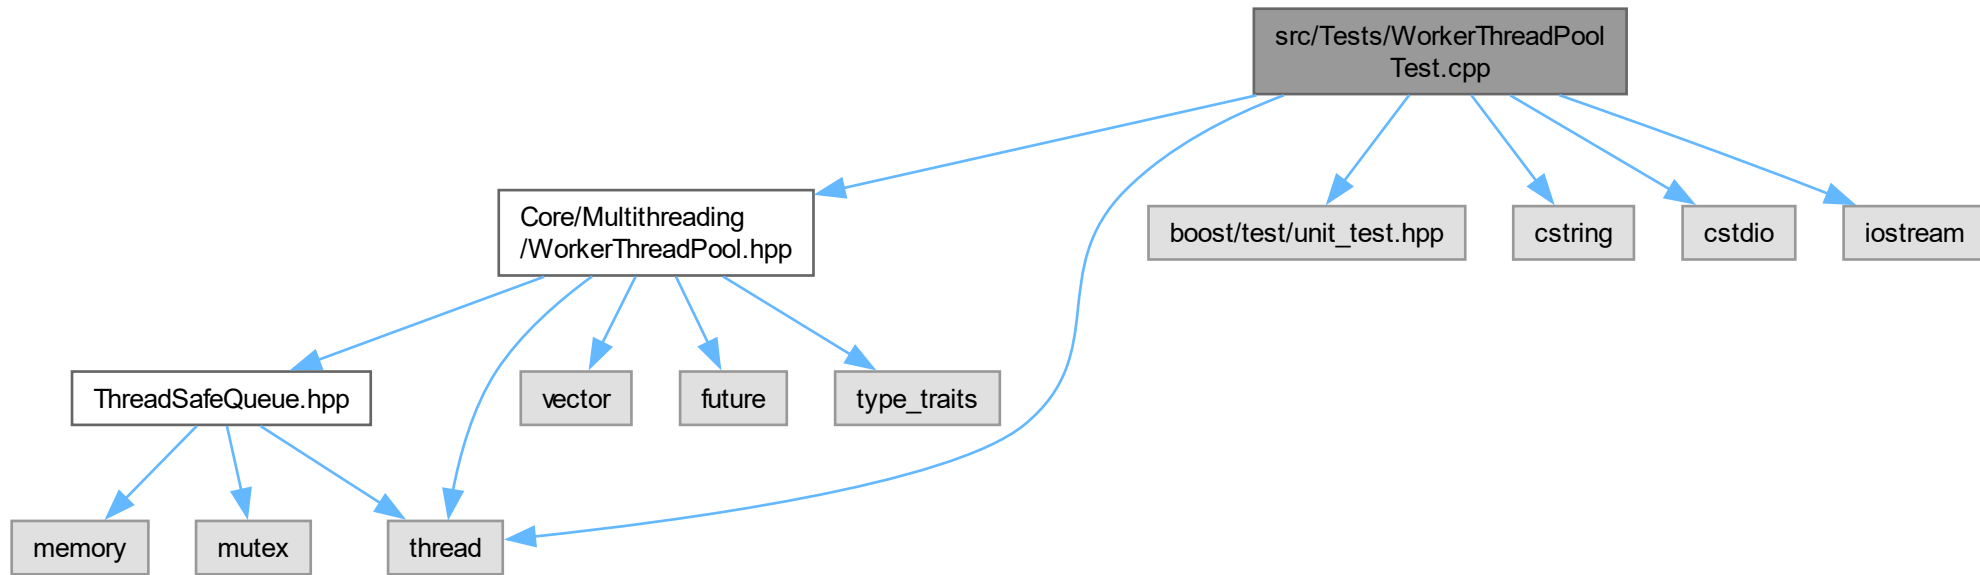 src/Tests/WorkerThreadPool
Test.cpp
Core/Multithreading
/WorkerThreadPool.hpp
boost/test/unit_test.hpp
cstring
cstdio
iostream
ThreadSafeQueue.hpp
vector
future
type_traits
memory
mutex
thread